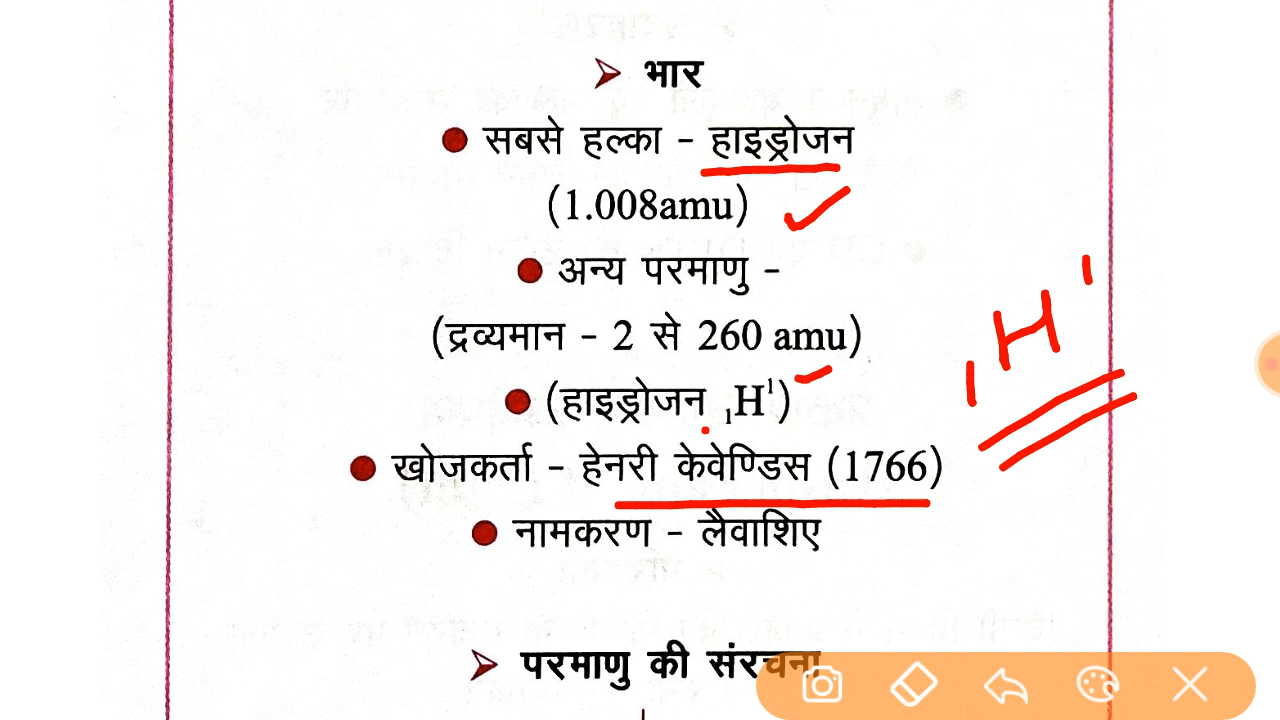 ➢ भार
● सबसे हल्का - हाइड्रोजन
(1.008amu)
● अन्य परमाणु -
(द्रव्यमान - 2 से 260 amu)
● (हाइड्रोजन ₁H¹)
₁H¹
● खोजकर्ता - हेनरी केवेण्डिस (1766)
● नामकरण - लैवाशिए
➢ परमाणु की संरचना